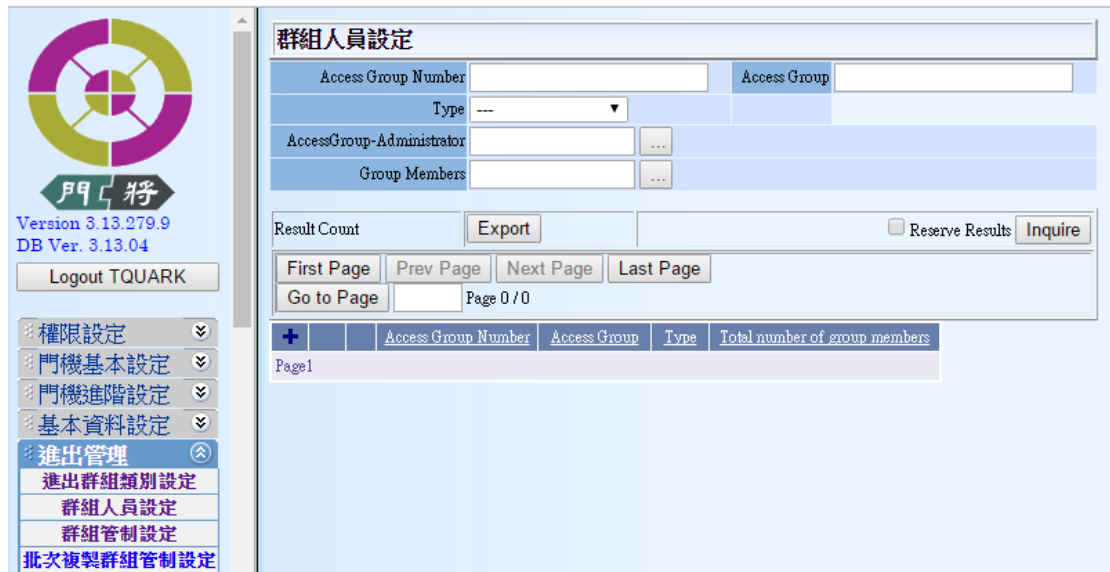 門將
Version 3.13.279.9
DB Ver. 3.13.04
Logout TQUARK
權限設定
門機基本設定
門機進階設定
基本資料設定
進出管理
進出群組類別設定
群組人員設定
群組管制設定
批次複製群組管制設定
群組人員設定
Access Group Number Access Group
Type ---
AccessGroup-Administrator ...
Group Members ...
Result Count Export Reserve Results Inquire
First Page Prev Page Next Page Last Page
Go to Page Page 0 / 0
+ Access Group Number Access Group Type Total number of group members
Page1